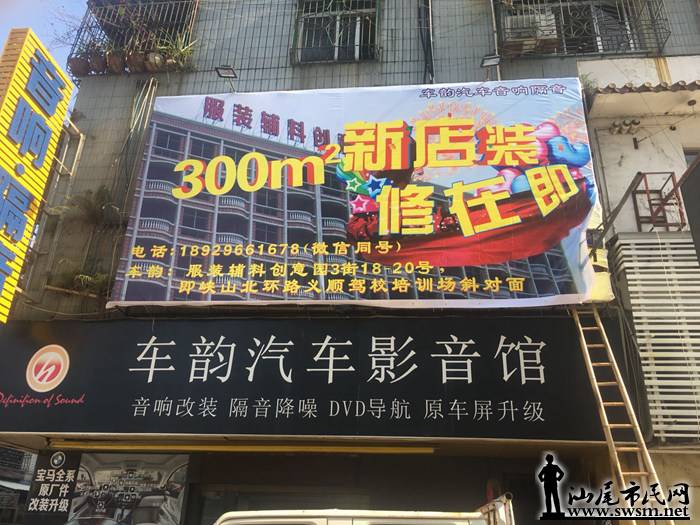 音响·隔音
车韵汽车音响隔音
服装辅料创
300m²新店装
修在即
电话:18929661678(微信同号)
车韵：服装辅料创意园3街18-20号，
即峡山北环路义顺驾校培训场斜对面
车韵汽车影音馆
Definition of Sound
音响改装 隔音降噪 DVD导航 原车屏升级
宝马全系
原厂件
改装升级
汕尾市民网
www.swsm.net